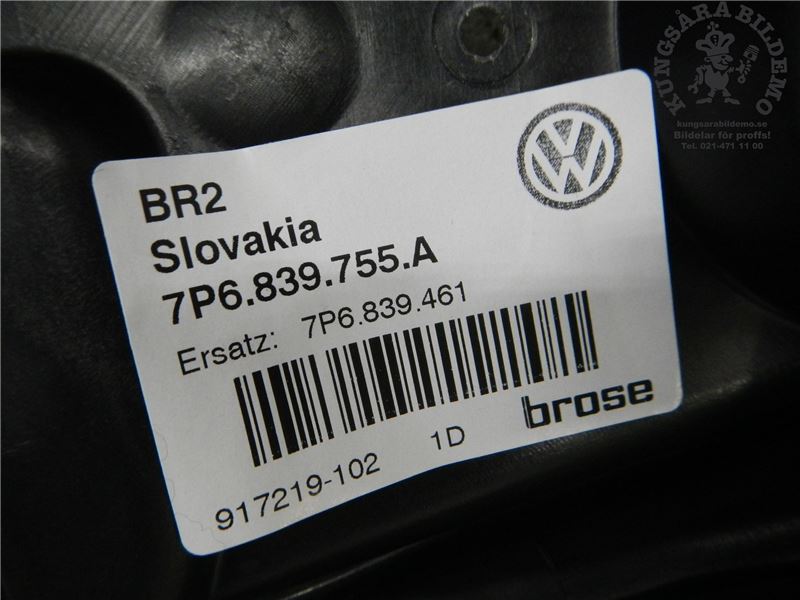 KUNGSÅRA BILDEMO
kungsarabildemo.se
Bildelar för proffs!
Tel. 021-471 11 00
BR2
Slovakia
7P6.839.755.A
Ersatz: 7P6.839.461
917219-102 1D
brose